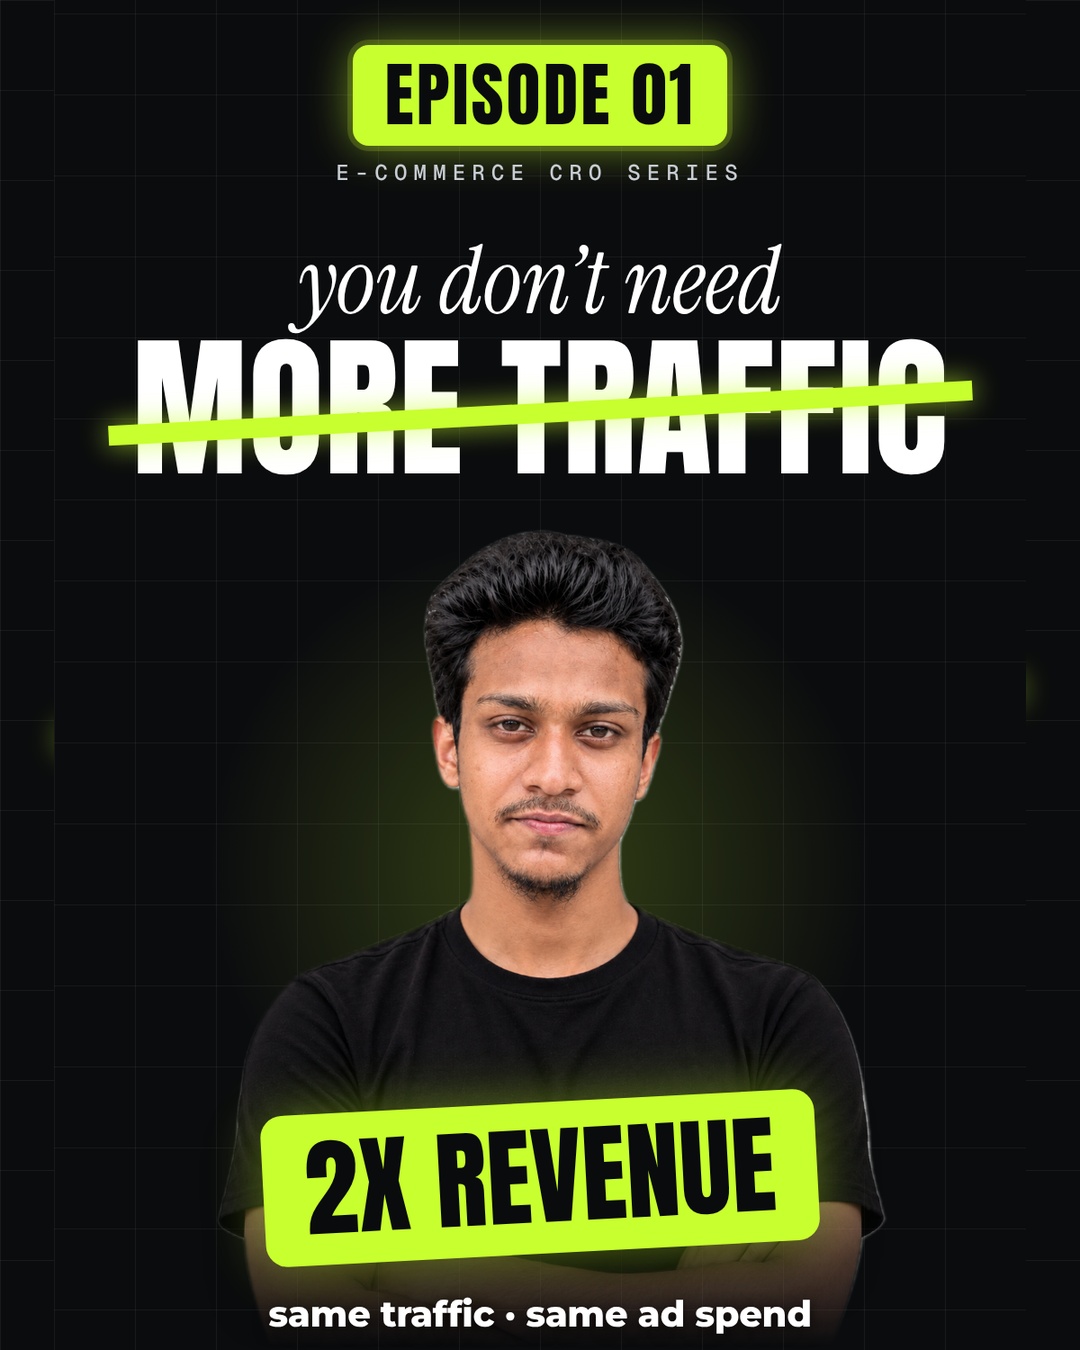 EPISODE 01
E-COMMERCE CRO SERIES
you don’t need
MORE TRAFFIC
2X REVENUE
same traffic · same ad spend